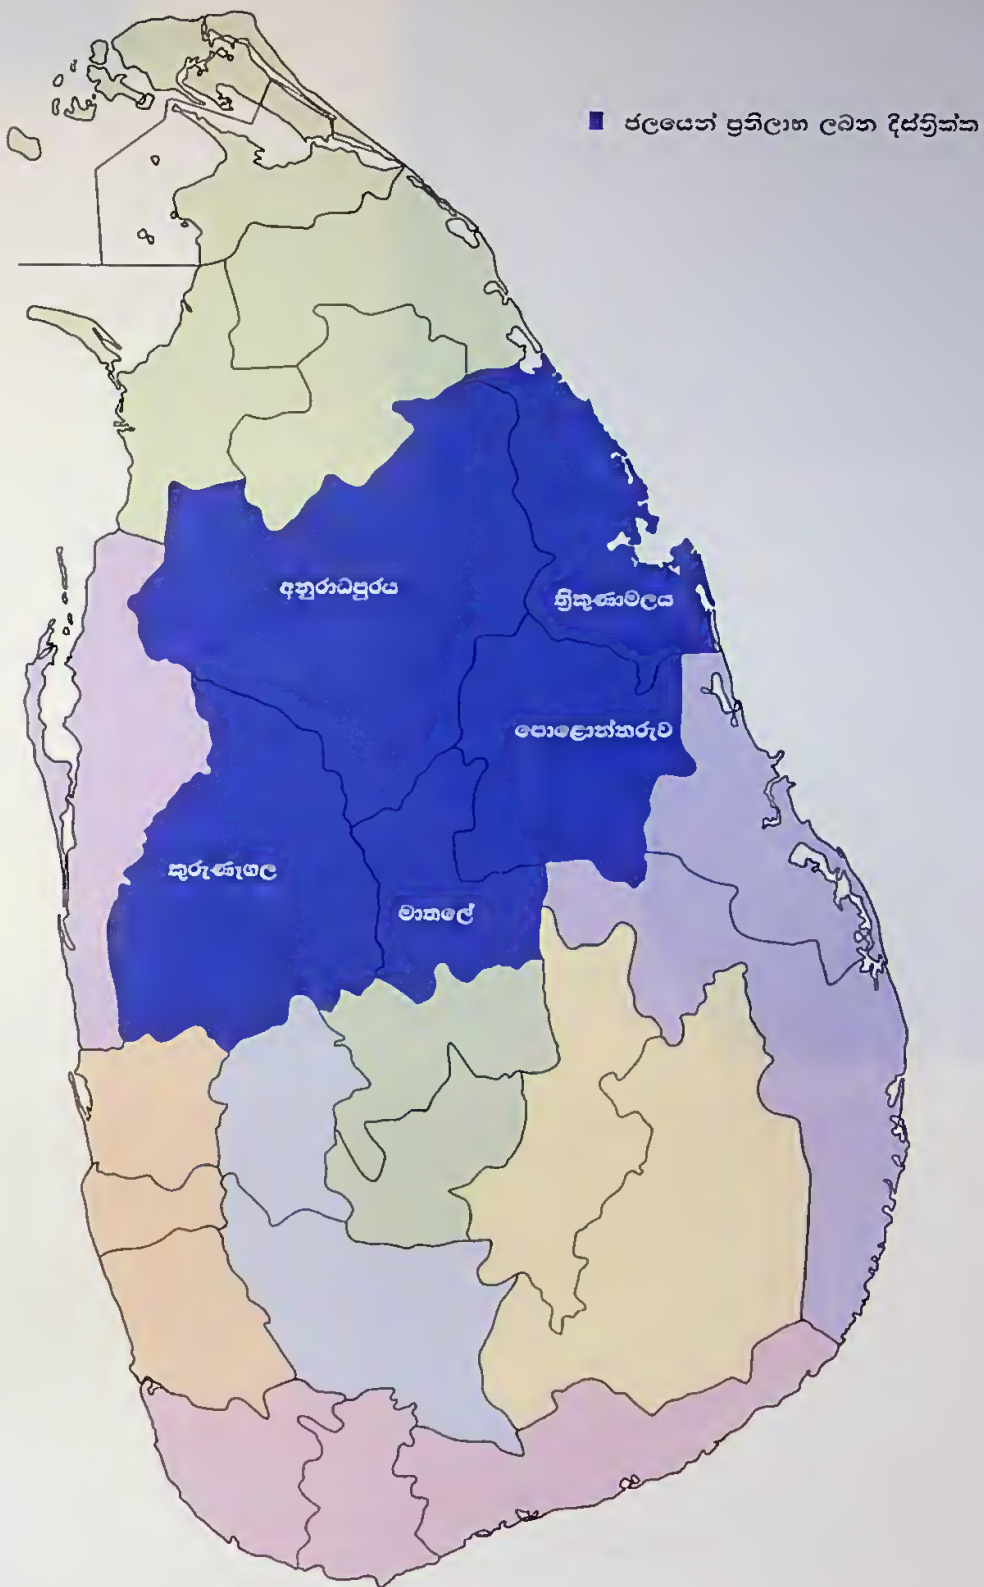 ජලයෙන් ප්‍රතිලාභ ලබන දිස්ත්‍රික්ක
අනුරාධපුරය
ත්‍රිකුණාමලය
පොළොන්නරුව
කුරුණෑගල
මාතලේ